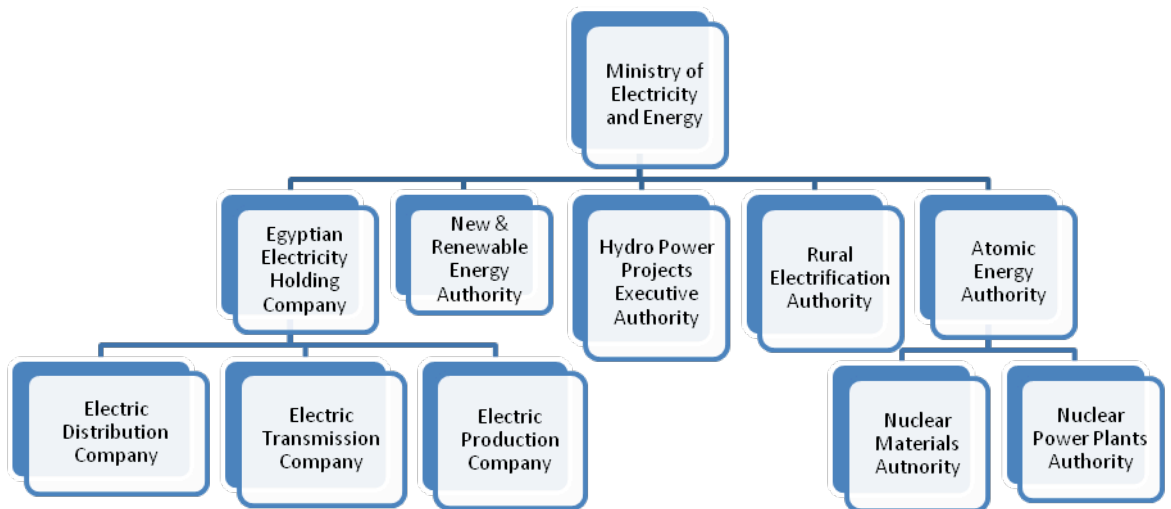 Ministry of
Electricity
and Energy
Egyptian
Electricity
Holding
Company
New &
Renewable
Energy
Authority
Hydro Power
Projects
Executive
Authority
Rural
Electrification
Authority
Atomic
Energy
Authority
Electric
Distribution
Company
Electric
Transmission
Company
Electric
Production
Company
Nuclear
Materials
Autnority
Nuclear
Power Plants
Authority